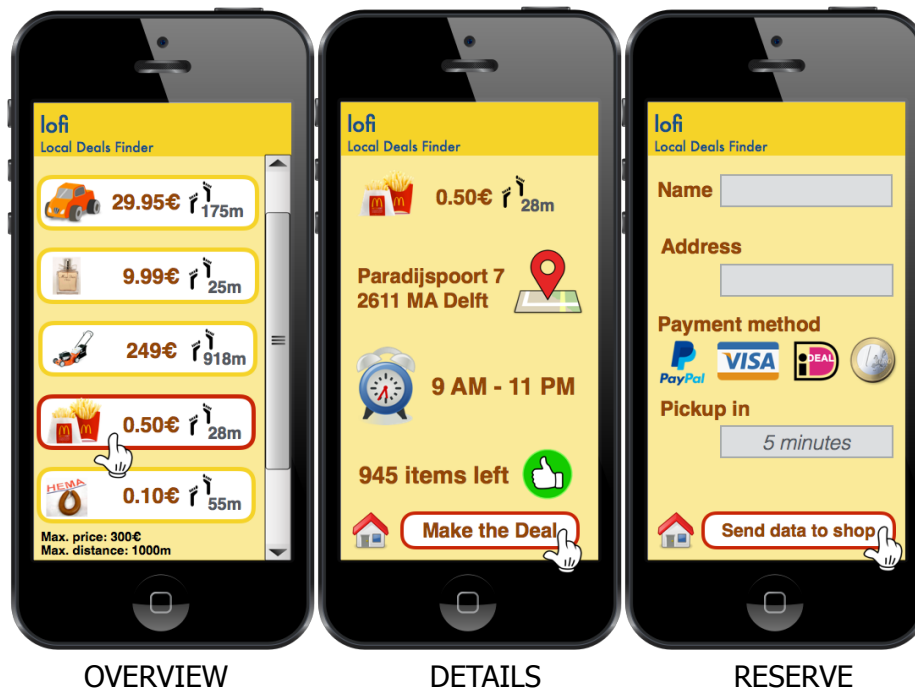 lofi
Local Deals Finder
29.95€ 175m
9.99€ 25m
249€ 918m
0.50€ 28m
HEMA
0.10€ 55m
Max. price: 300€
Max. distance: 1000m
OVERVIEW
lofi
Local Deals Finder
0.50€ 28m
Paradijspoort 7
2611 MA Delft
9 AM - 11 PM
945 items left
Make the Deal
DETAILS
lofi
Local Deals Finder
Name
Address
Payment method
PayPal VISA iDEAL
Pickup in
5 minutes
Send data to shop
RESERVE